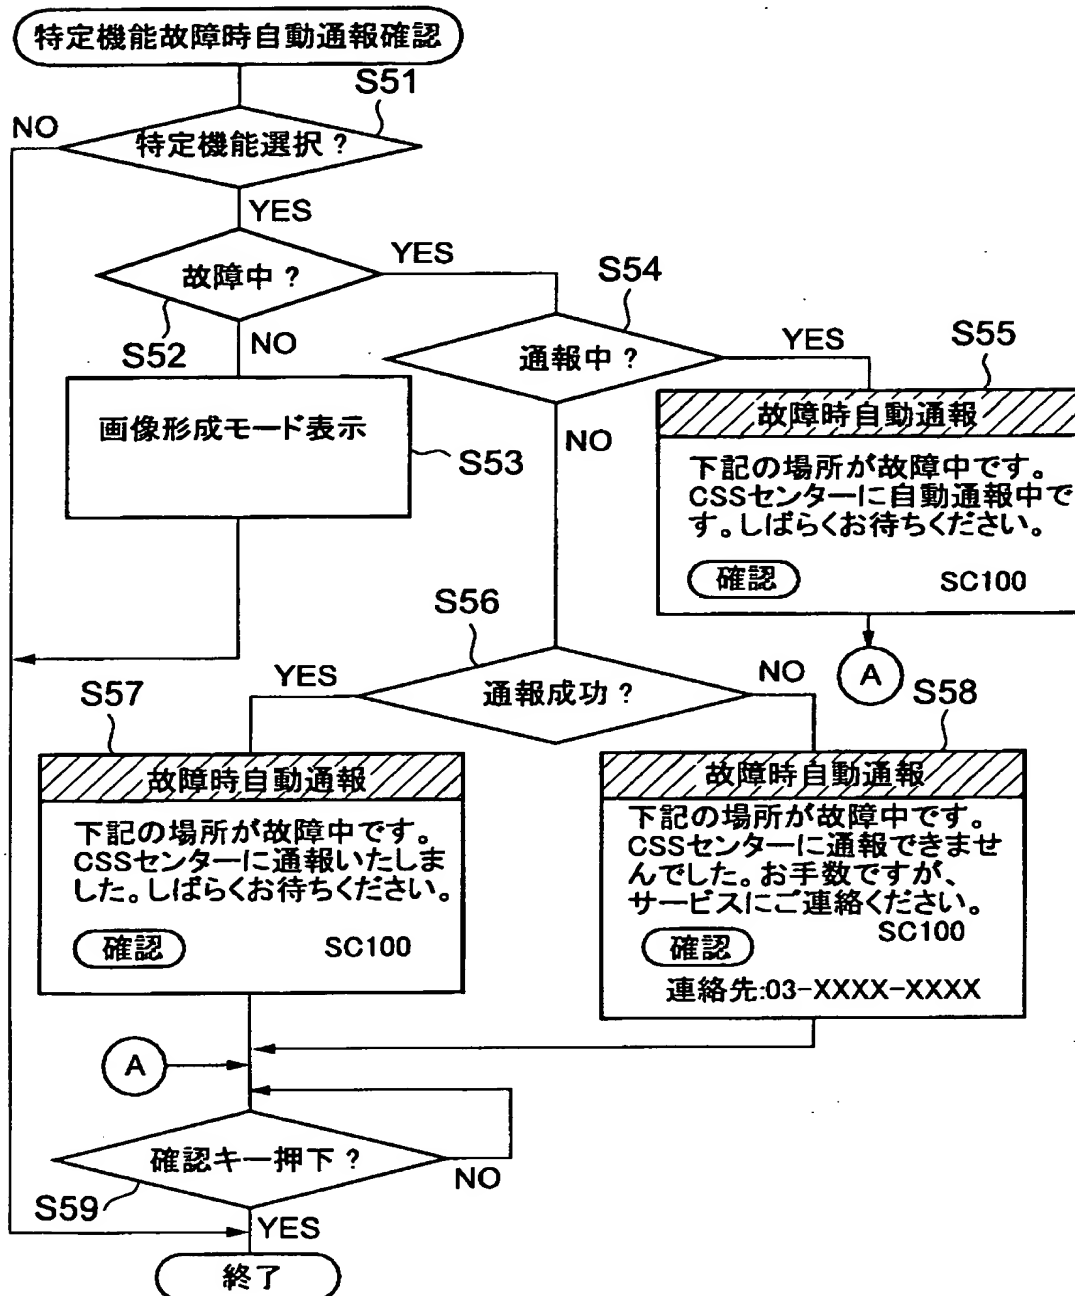 特定機能故障時自動通報確認
S51
NO
特定機能選択?
YES
故障中?
YES
S52
NO
S54
通報中?
YES
S55
画像形成モード表示
S53
NO
故障時自動通報
下記の場所が故障中です。
CSSセンターに自動通報中で
す。しばらくお待ちください。
確認
SC100
A
S56
通報成功?
YES
NO
S57
故障時自動通報
下記の場所が故障中です。
CSSセンターに通報いたしま
した。しばらくお待ちください。
確認
SC100
S58
故障時自動通報
下記の場所が故障中です。
CSSセンターに通報できませ
んでした。お手数ですが、
サービスにご連絡ください。
SC100
確認
連絡先:03-XXXX-XXXX
A
確認キー押下?
NO
S59
YES
終了